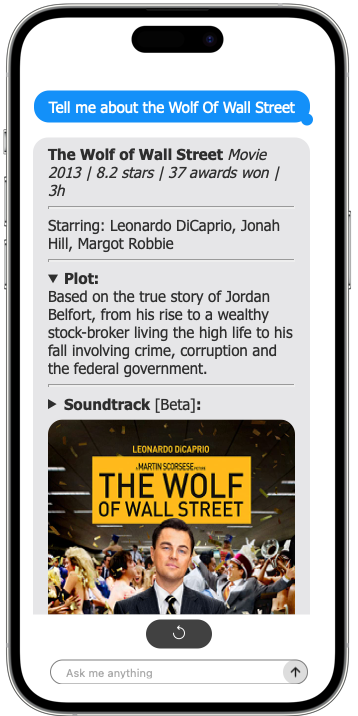 Tell me about the Wolf Of Wall Street
The Wolf of Wall Street Movie
2013 | 8.2 stars | 37 awards won |
3h
Starring: Leonardo DiCaprio, Jonah
Hill, Margot Robbie
▼ Plot:
Based on the true story of Jordan
Belfort, from his rise to a wealthy
stock-broker living the high life to his
fall involving crime, corruption and
the federal government.
► Soundtrack [Beta]:
LEONARDO DiCAPRIO
A MARTIN SCORSESE PICTURE
THE WOLF
OF WALL STREET
Ask me anything